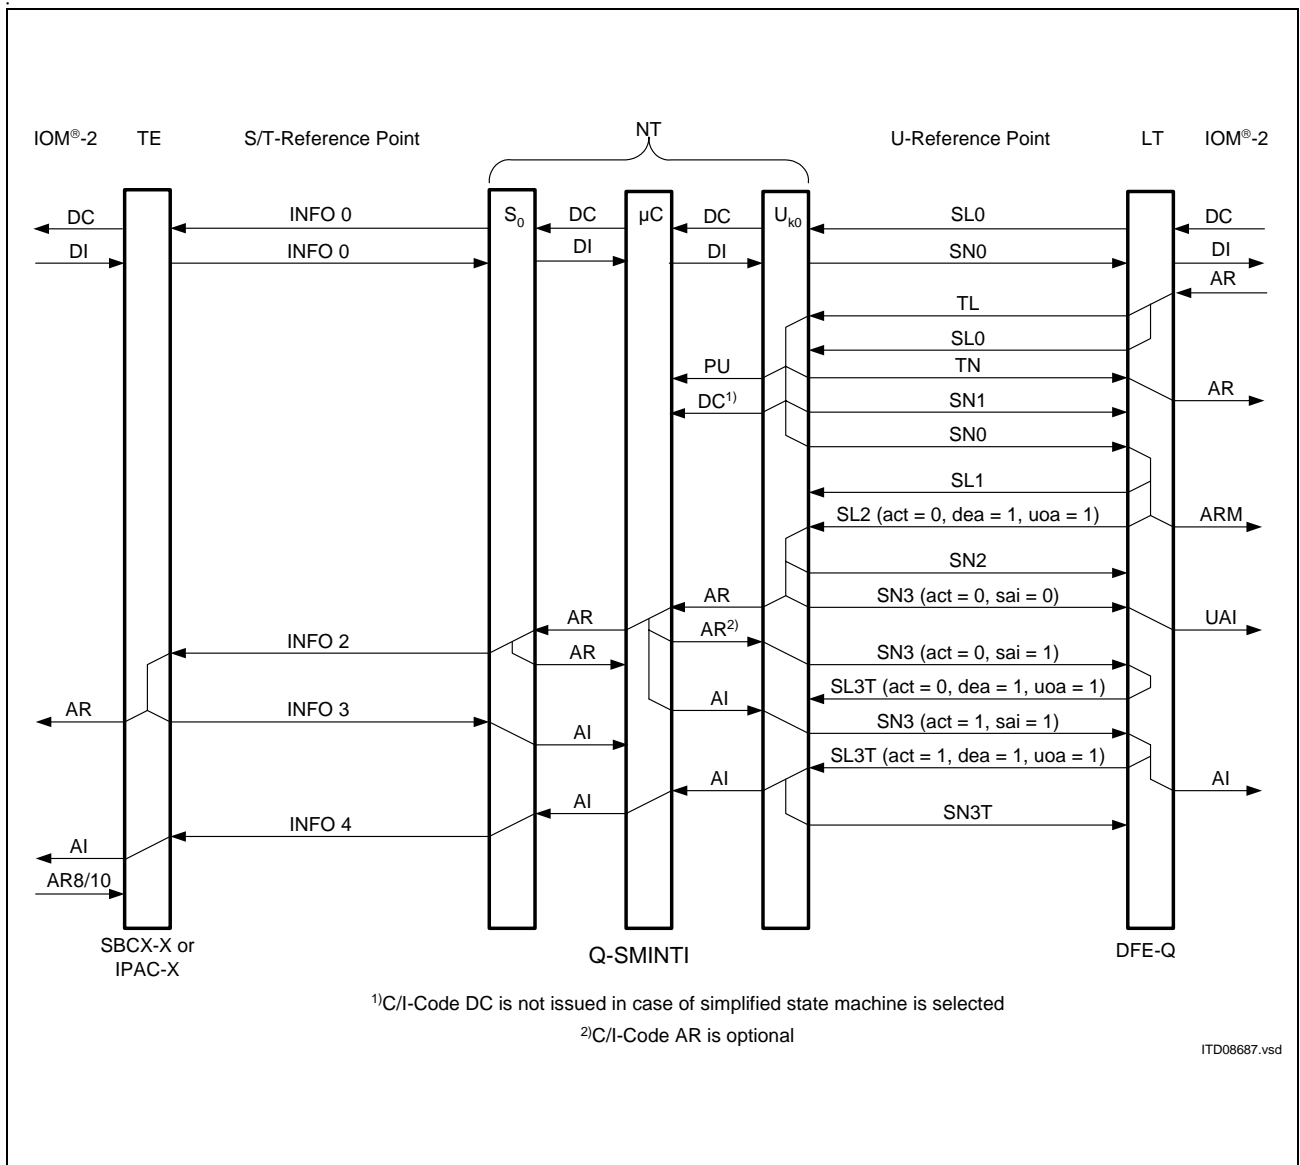 .
IOM®-2 TE S/T-Reference Point NT U-Reference Point LT IOM®-2
S0 µC Uk0
DC INFO 0 DC DC SL0 DC
DI INFO 0 DI DI SN0 DI
AR
TL
SL0
PU TN AR
DC1) SN1
SN0
SL1
SL2 (act = 0, dea = 1, uoa = 1) ARM
SN2
AR SN3 (act = 0, sai = 0) UAI
AR AR2)
INFO 2 AR SN3 (act = 0, sai = 1)
SL3T (act = 0, dea = 1, uoa = 1)
AR INFO 3 AI SN3 (act = 1, sai = 1)
AI SL3T (act = 1, dea = 1, uoa = 1)
AI AI AI
INFO 4 SN3T
AI
AR8/10
SBCX-X or
IPAC-X
Q-SMINTI
DFE-Q
1)C/I-Code DC is not issued in case of simplified state machine is selected
2)C/I-Code AR is optional
ITD08687.vsd